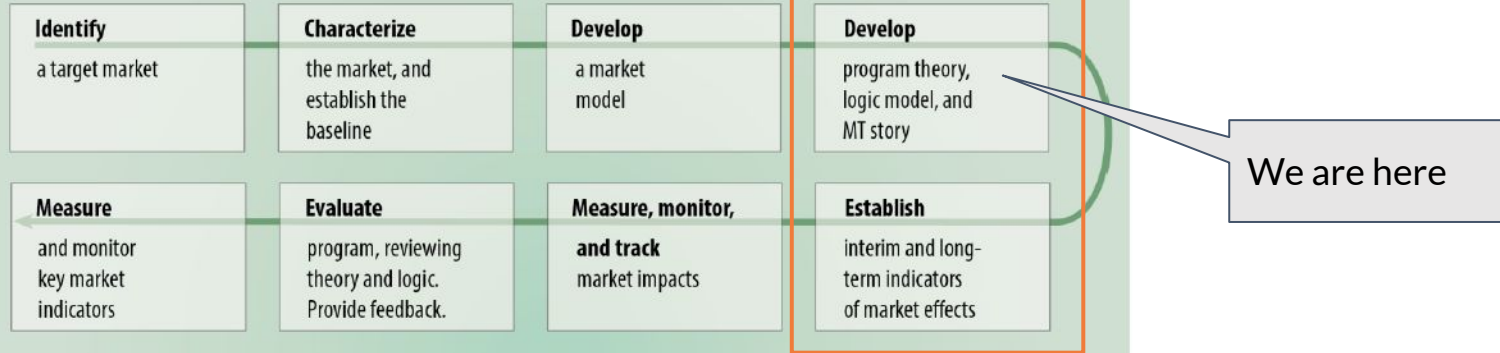 Identify
a target market
Characterize
the market, and
establish the
baseline
Develop
a market
model
Develop
program theory,
logic model, and
MT story
We are here
Establish
interim and long-
term indicators
of market effects
Measure, monitor,
and track
market impacts
Evaluate
program, reviewing
theory and logic.
Provide feedback.
Measure
and monitor
key market
indicators